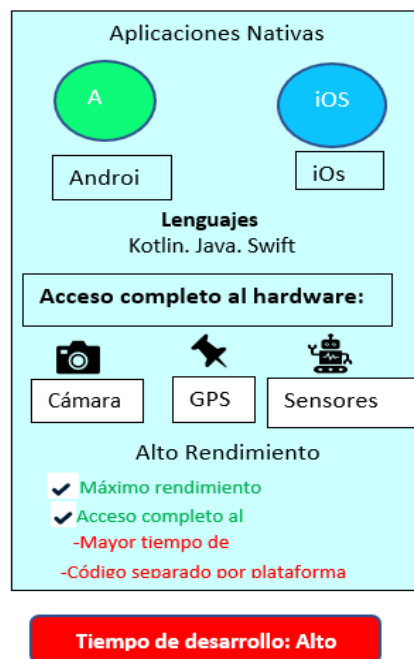 Aplicaciones Nativas
A
iOS
Androi
iOs
Lenguajes
Kotlin. Java. Swift
Acceso completo al hardware:
Cámara
GPS
Sensores
Alto Rendimiento
Máximo rendimiento
Acceso completo al
-Mayor tiempo de
-Código separado por plataforma
Tiempo de desarrollo: Alto